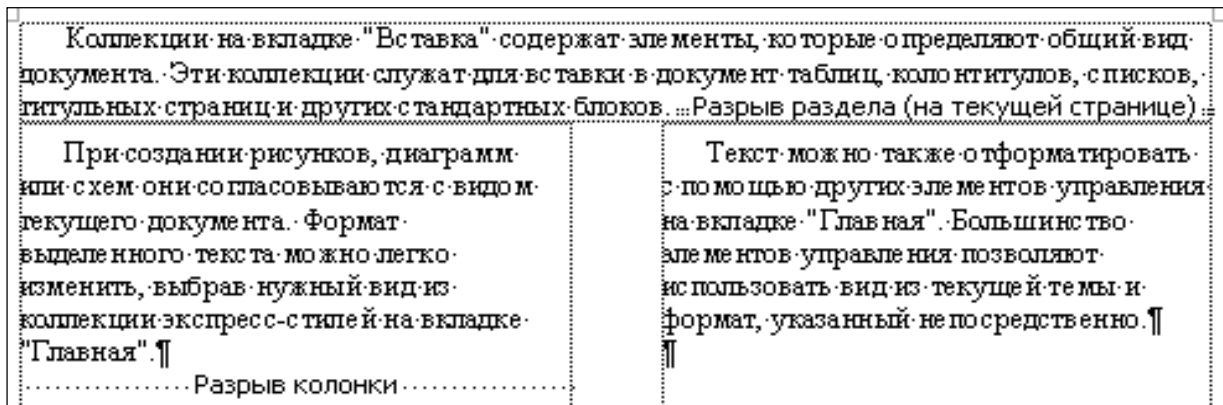 Коллекции на вкладке "Вставка" содержат элементы, которые определяют общий вид
документа. Эти коллекции служат для вставки в документ таблиц, колонтитулов, списков,
титульных страниц и других стандартных блоков. Разрыв раздела (на текущей странице)
При создании рисунков, диаграмм
или схем они согласовываются с видом
текущего документа. Формат
выделенного текста можно легко
изменить, выбрав нужный вид из
коллекции экспресс-стилей на вкладке
"Главная".¶
Разрыв колонки
Текст можно также отформатировать
с помощью других элементов управления
на вкладке "Главная". Большинство
элементов управления позволяют
использовать вид из текущей темы и
формат, указанный непосредственно.¶
¶